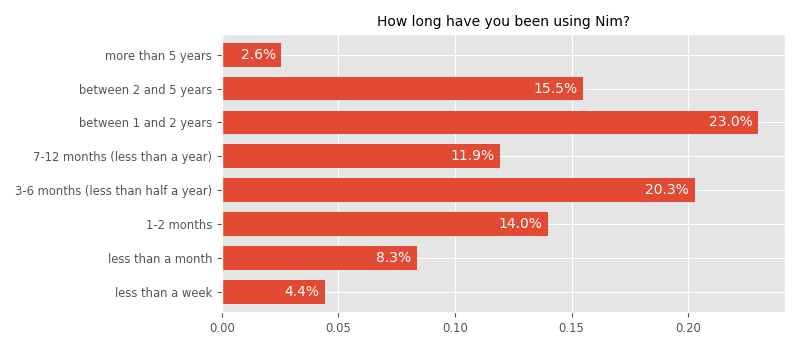 How long have you been using Nim?
more than 5 years 2.6%
between 2 and 5 years 15.5%
between 1 and 2 years 23.0%
7-12 months (less than a year) 11.9%
3-6 months (less than half a year) 20.3%
1-2 months 14.0%
less than a month 8.3%
less than a week 4.4%
0.00 0.05 0.10 0.15 0.20